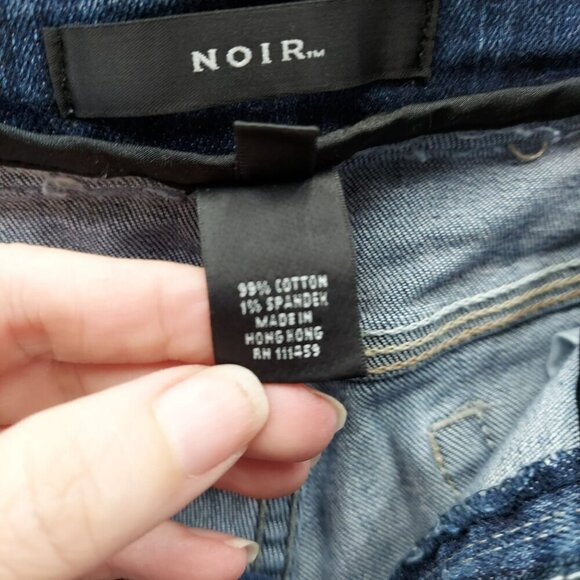 NOIR™
99% COTTON
1% SPANDEX
MADE IN
HONG KONG
RN 111459